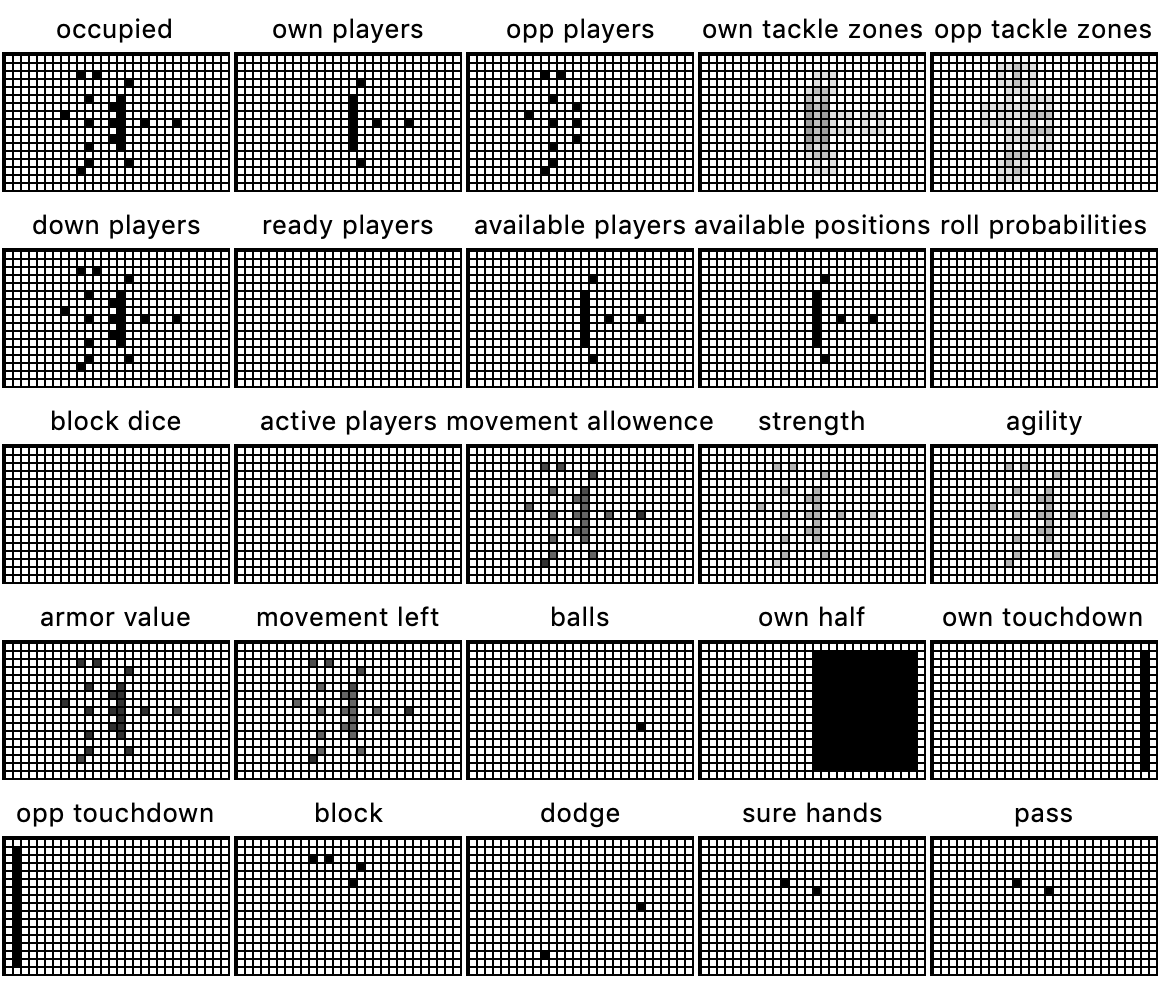 occupied
own players
opp players
own tackle zones
opp tackle zones
down players
ready players
available players
available positions
roll probabilities
block dice
active players
movement allowence
strength
agility
armor value
movement left
balls
own half
own touchdown
opp touchdown
block
dodge
sure hands
pass